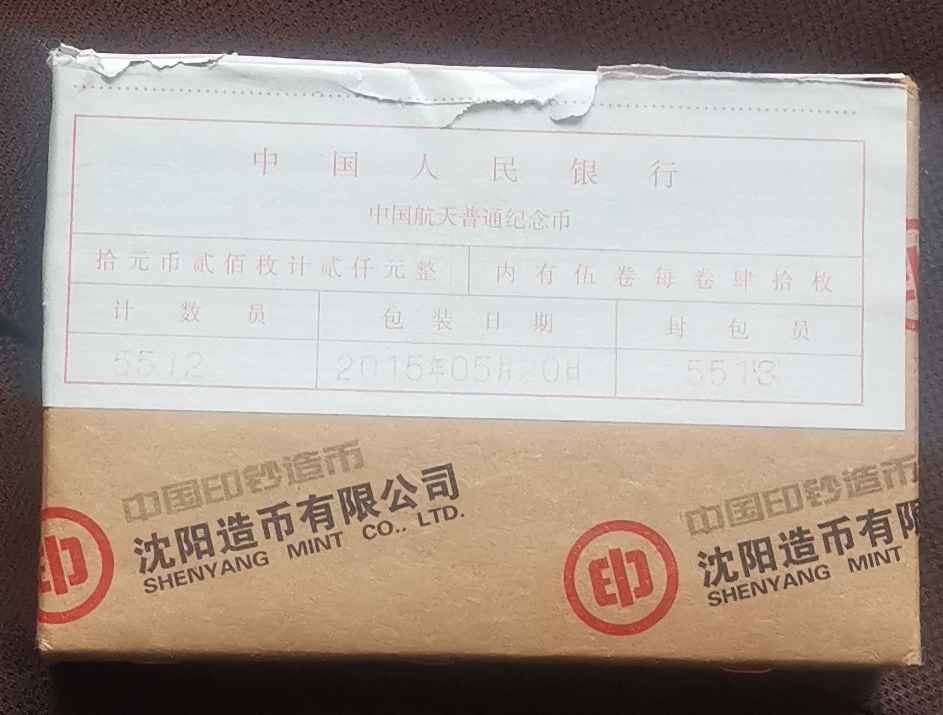 中国人民银行
中国航天普通纪念币
拾元币贰佰枚计贰仟元整 内有伍卷每卷肆拾枚
计数员 包装日期 封包员
5512 2015年05月20日 5513
中国印钞造币
沈阳造币有限公司
SHENYANG MINT CO., LTD.
中国印钞造币
沈阳造币有限
SHENYANG MINT